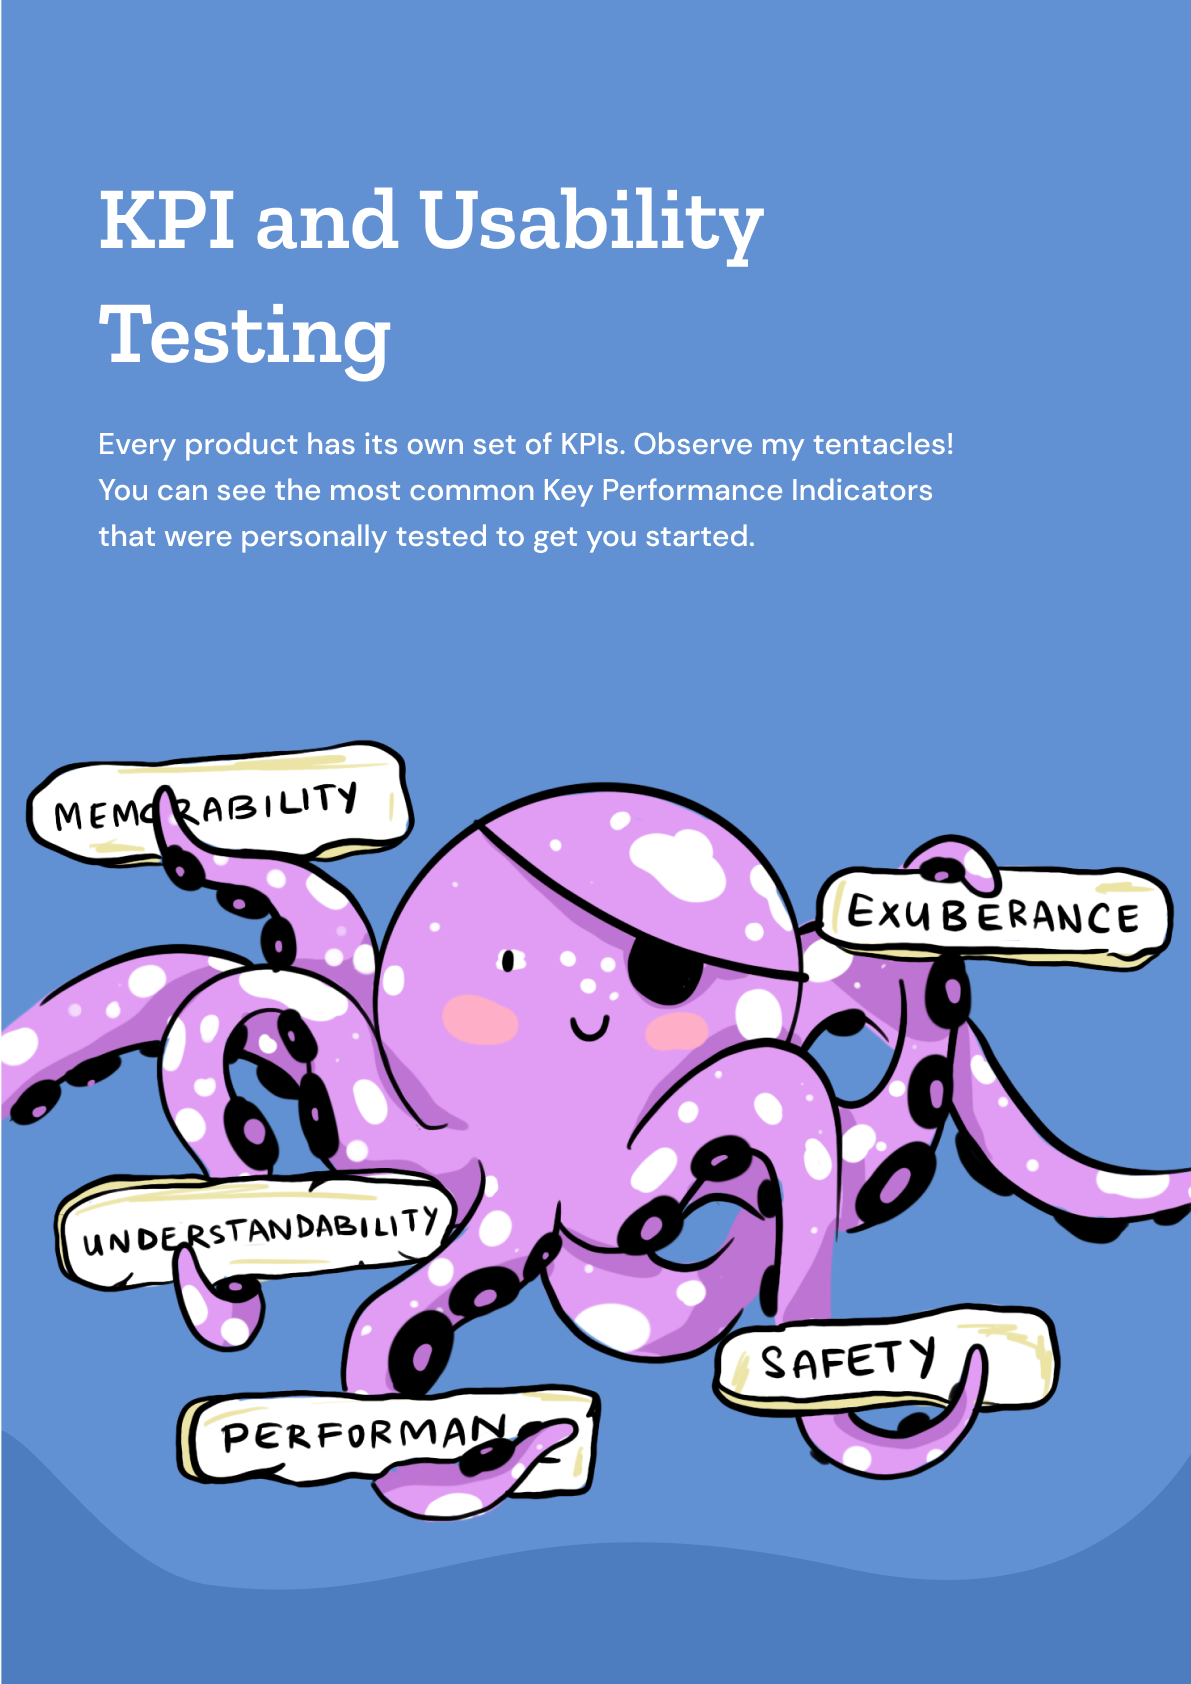 KPI and Usability
Testing
Every product has its own set of KPIs. Observe my tentacles!
You can see the most common Key Performance Indicators
that were personally tested to get you started.
MEMORABILITY
EXUBERANCE
UNDERSTANDABILITY
SAFETY
PERFORMAN